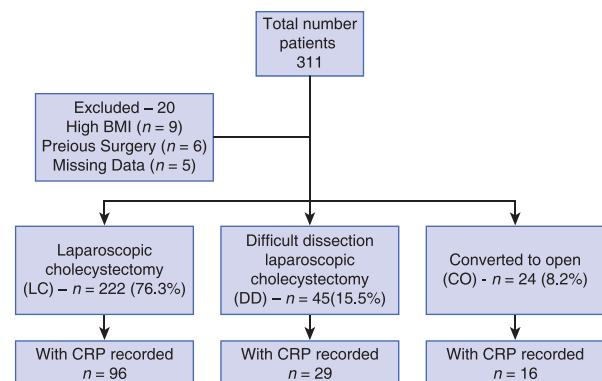 Total number
patients
311
Excluded – 20
High BMI (n = 9)
Preious Surgery (n = 6)
Missing Data (n = 5)
Laparoscopic
cholecystectomy
(LC) – n = 222 (76.3%)
Difficult dissection
laparoscopic
cholecystectomy
(DD) – n = 45(15.5%)
Converted to open
(CO) - n = 24 (8.2%)
With CRP recorded
n = 96
With CRP recorded
n = 29
With CRP recorded
n = 16